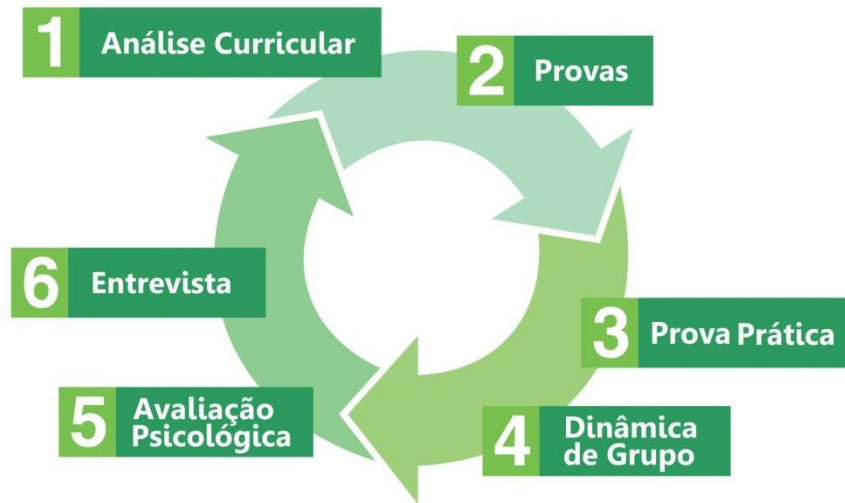 1 Análise Curricular
2 Provas
3 Prova Prática
4 Dinâmica
de Grupo
5 Avaliação
Psicológica
6 Entrevista